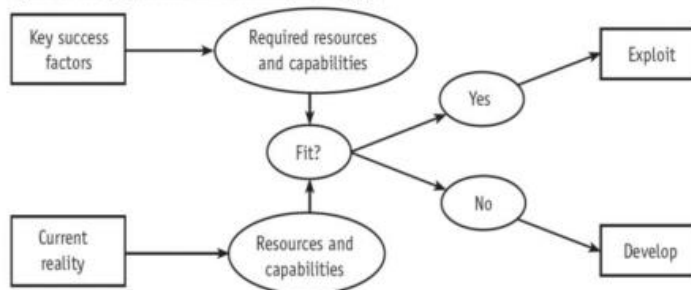 Key success
factors
Required resources
and capabilities
Exploit
Yes
Fit?
No
Current
reality
Resources and
capabilities
Develop